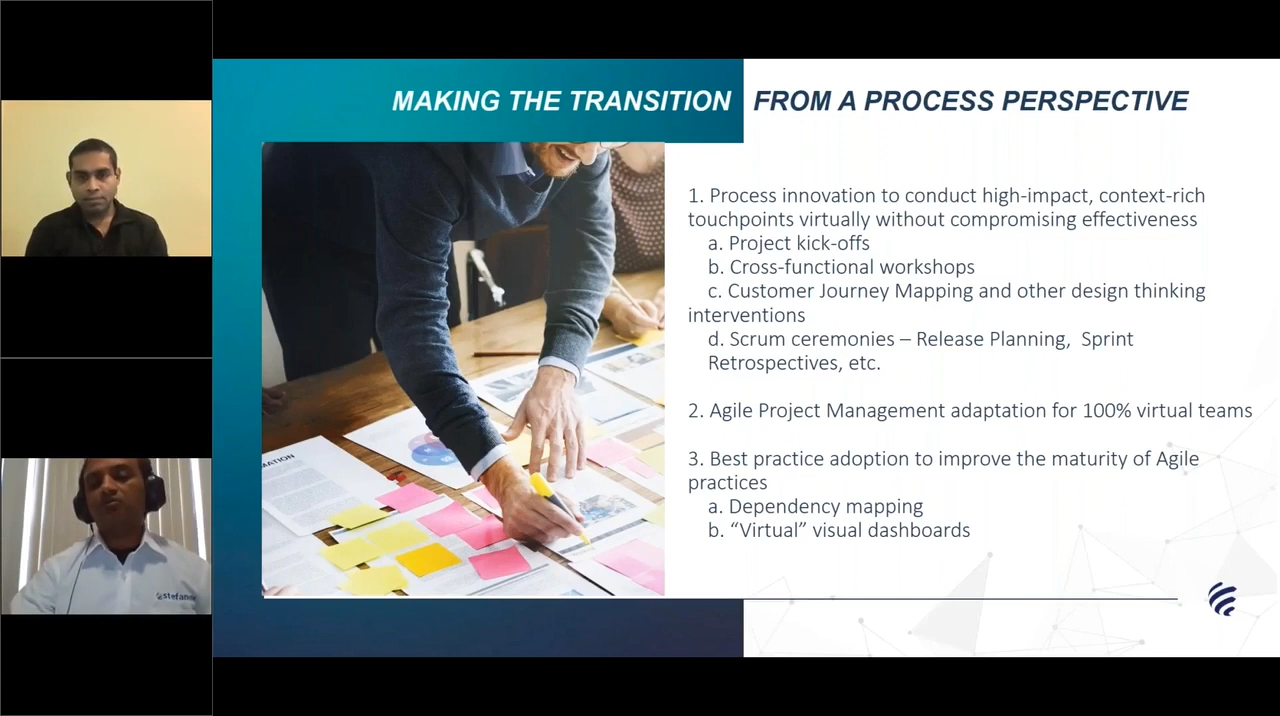 MAKING THE TRANSITION FROM A PROCESS PERSPECTIVE
1. Process innovation to conduct high-impact, context-rich
touchpoints virtually without compromising effectiveness
a. Project kick-offs
b. Cross-functional workshops
c. Customer Journey Mapping and other design thinking
interventions
d. Scrum ceremonies – Release Planning, Sprint
Retrospectives, etc.
2. Agile Project Management adaptation for 100% virtual teams
3. Best practice adoption to improve the maturity of Agile
practices
a. Dependency mapping
b. “Virtual” visual dashboards